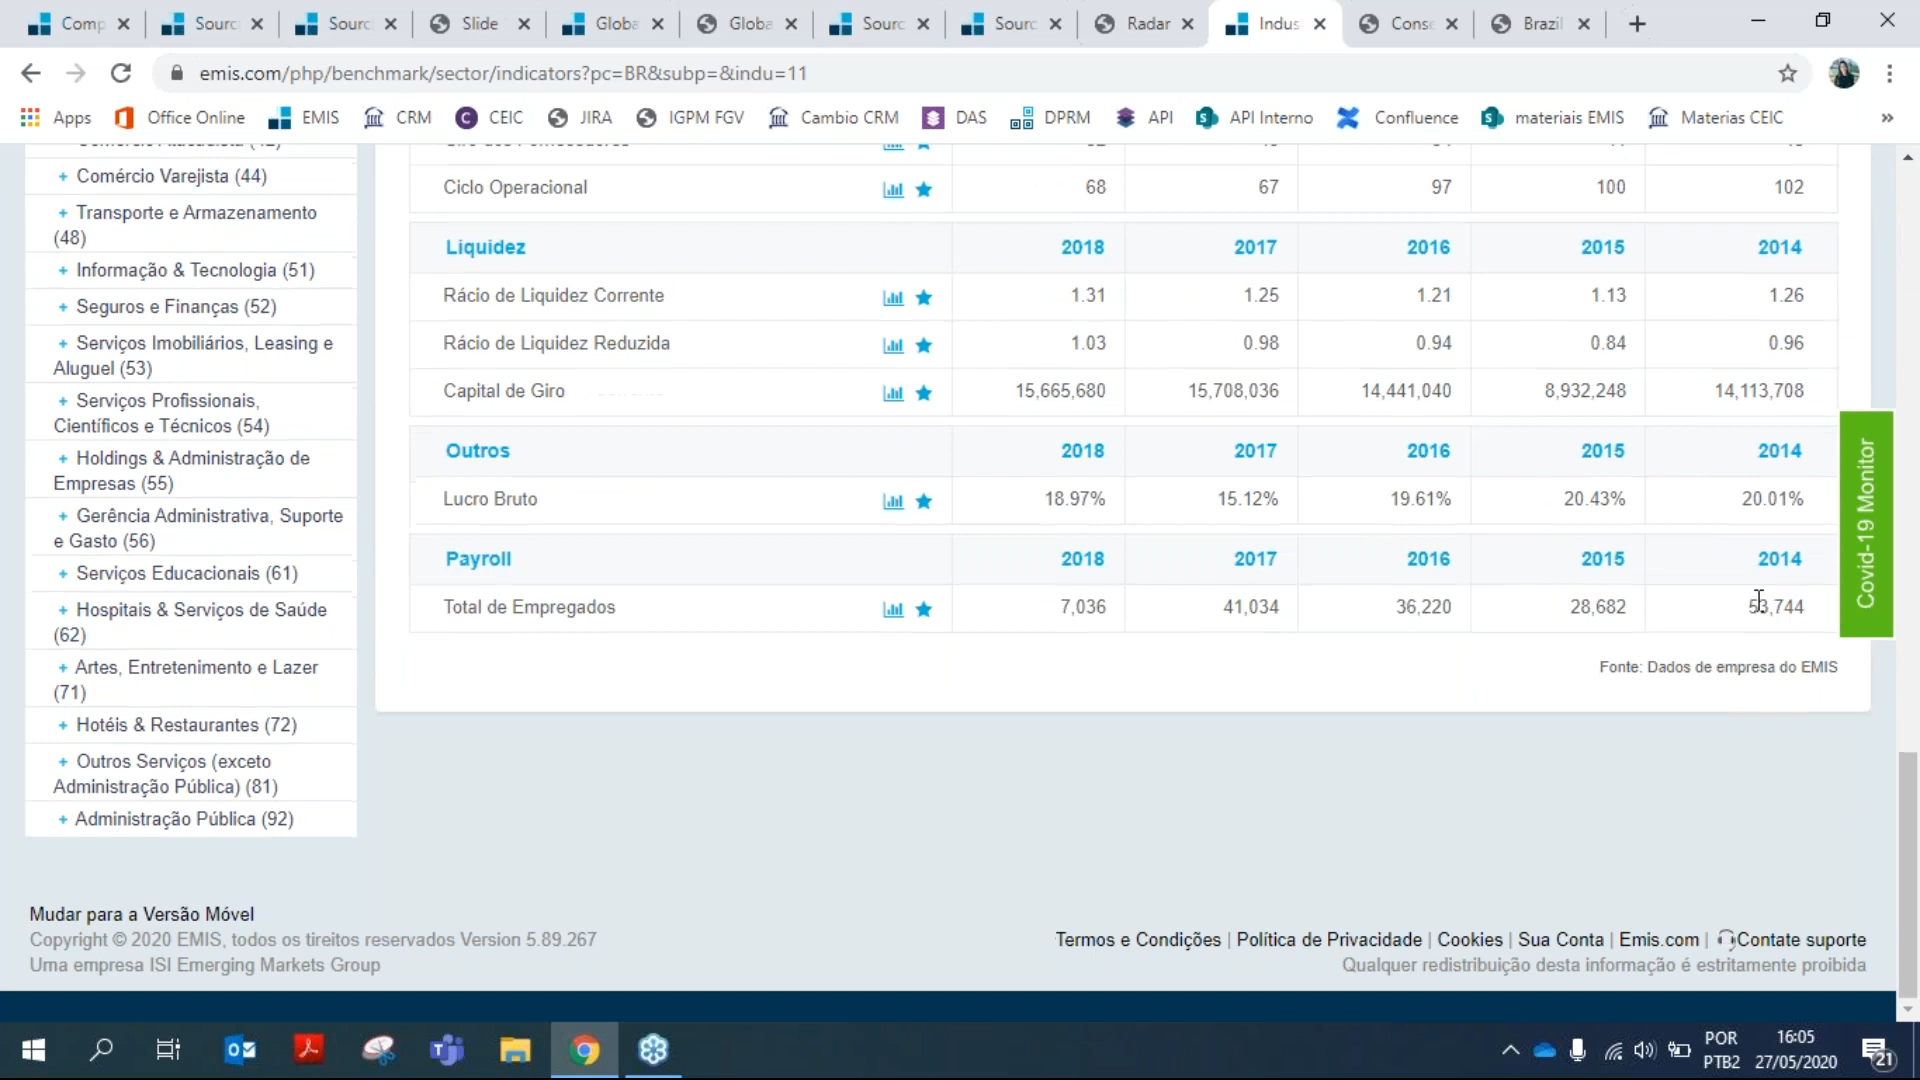 Comp
Sourc
Sourc
Slide
Globa
Globa
Sourc
Sourc
Radar
Indus
Conse
Brazil
emis.com/php/benchmark/sector/indicators?pc=BR&subp=&indu=11
Apps Office Online EMIS CRM CEIC JIRA IGPM FGV Cambio CRM DAS DPRM API API Interno Confluence materiais EMIS Materias CEIC »
+ Comércio Varejista (44)
+ Transporte e Armazenamento
(48)
+ Informação & Tecnologia (51)
+ Seguros e Finanças (52)
+ Serviços Imobiliários, Leasing e
Aluguel (53)
+ Serviços Profissionais,
Científicos e Técnicos (54)
+ Holdings & Administração de
Empresas (55)
+ Gerência Administrativa, Suporte
e Gasto (56)
+ Serviços Educacionais (61)
+ Hospitais & Serviços de Saúde
(62)
+ Artes, Entretenimento e Lazer
(71)
+ Hotéis & Restaurantes (72)
+ Outros Serviços (exceto
Administração Pública) (81)
+ Administração Pública (92)
Ciclo Operacional 68 67 97 100 102
Liquidez 2018 2017 2016 2015 2014
Rácio de Liquidez Corrente 1.31 1.25 1.21 1.13 1.26
Rácio de Liquidez Reduzida 1.03 0.98 0.94 0.84 0.96
Capital de Giro 15,665,680 15,708,036 14,441,040 8,932,248 14,113,708
Outros 2018 2017 2016 2015 2014
Lucro Bruto 18.97% 15.12% 19.61% 20.43% 20.01%
Payroll 2018 2017 2016 2015 2014
Total de Empregados 7,036 41,034 36,220 28,682 53,744
Fonte: Dados de empresa do EMIS
Covid-19 Monitor
Mudar para a Versão Móvel
Copyright © 2020 EMIS, todos os tireitos reservados Version 5.89.267
Uma empresa ISI Emerging Markets Group
Termos e Condições | Política de Privacidade | Cookies | Sua Conta | Emis.com | Contate suporte
Qualquer redistribuição desta informação é estritamente proibida
POR
PTB2
16:05
27/05/2020
21